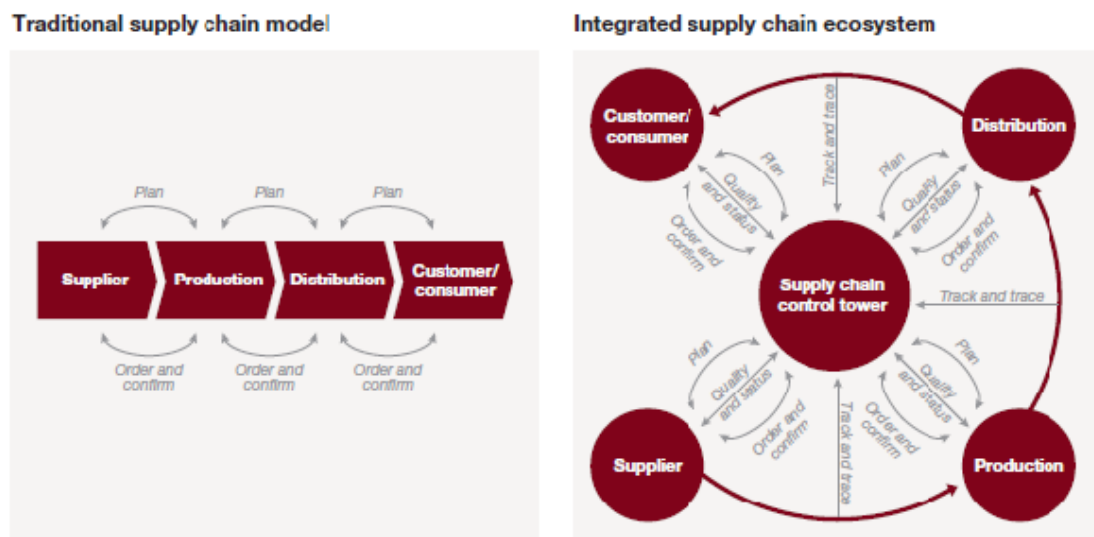 Traditional supply chain model
Plan
Plan
Plan
Supplier
Production
Distribution
Customer/
consumer
Order and
confirm
Order and
confirm
Order and
confirm
Integrated supply chain ecosystem
Customer/
consumer
Distribution
Track and trace
Plan
Quality
and status
Order and
confirm
Plan
Quality
and status
Order and
confirm
Supply chain
control tower
Track and trace
Plan
Quality
and status
Order and
confirm
Plan
Quality
and status
Order and
confirm
Track and trace
Supplier
Production